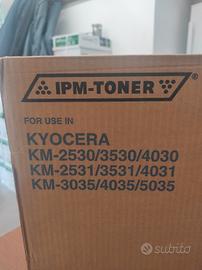 IPM-TONER®
FOR USE IN
KYOCERA
KM-2530/3530/4030
KM-2531/3531/4031
KM-3035/4035/5035
subito